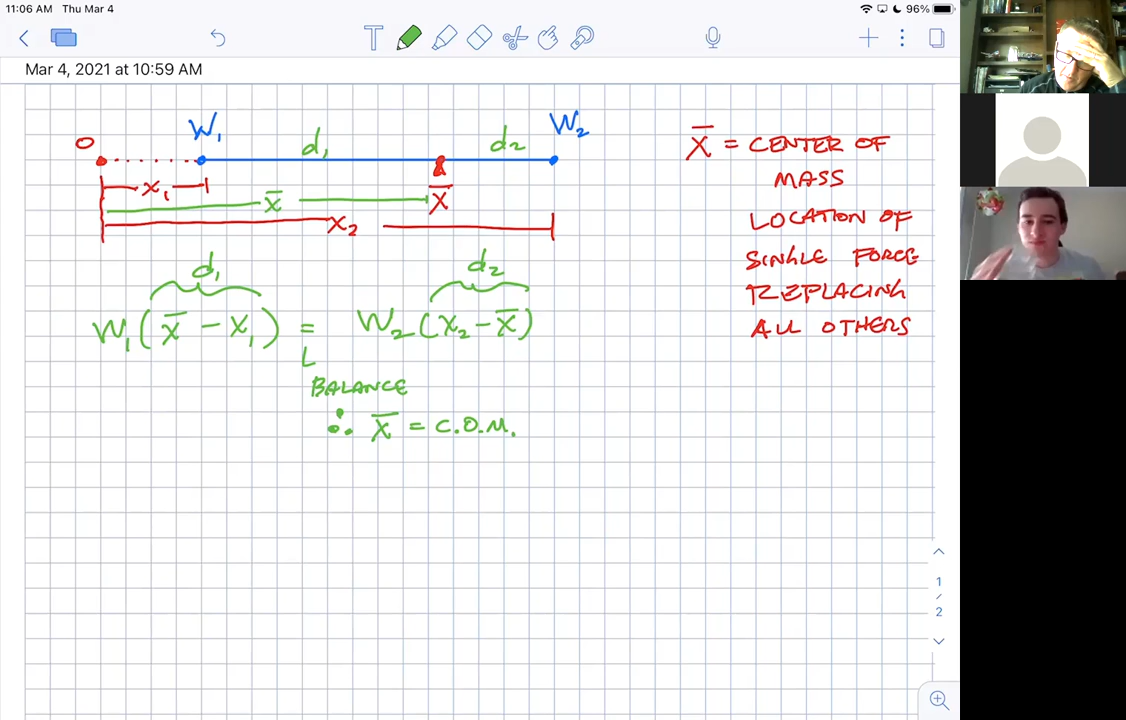 11:06 AM Thu Mar 4
96%
Mar 4, 2021 at 10:59 AM
O W₁ d₁ d₂ W₂
x₁
x̄ X̄
x₂
X̄ = CENTER OF
MASS
LOCATION OF
SINGLE FORCE
REPLACING
ALL OTHERS
d₁ d₂
W₁(x̄ - x₁) = W₂(x₂ - x̄)
BALANCE
∴ x̄ = C.O.M.
1
/
2